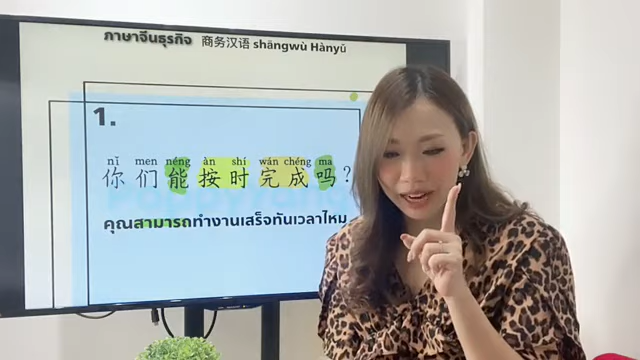 ภาษาจีนธุรกิจ 商务汉语 shāngwù Hànyǔ
1.
nǐ men néng àn shí wán chéng ma
你们能按时完成吗?
คุณสามารถทำงานเสร็จทันเวลาไหม